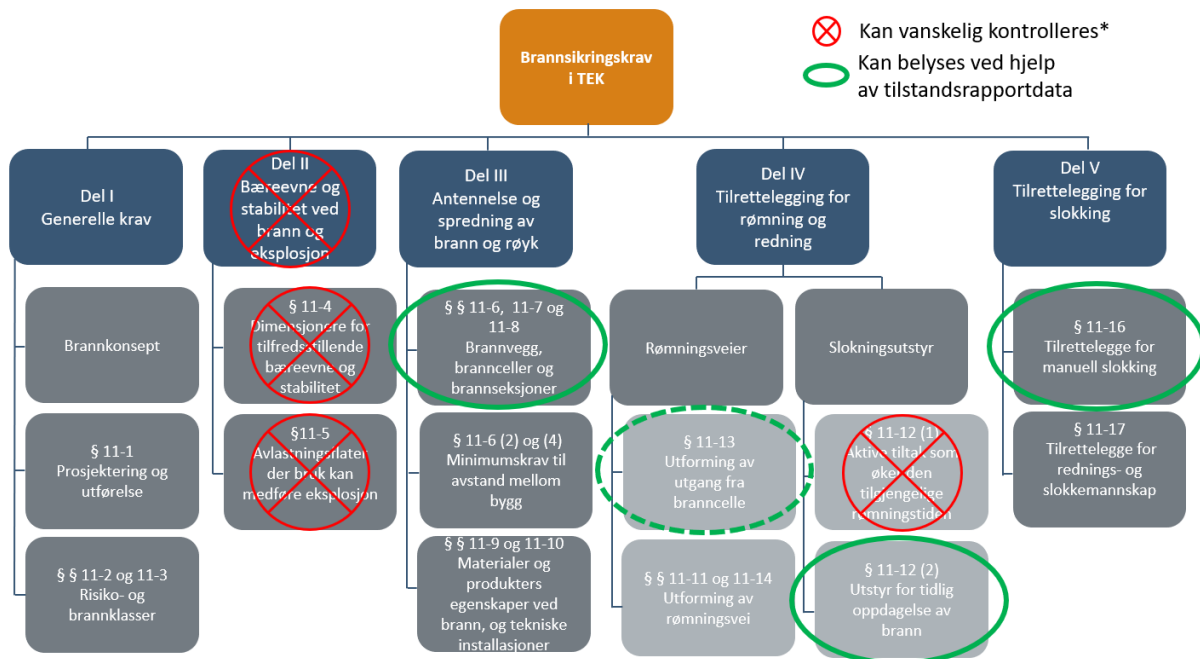 Brannsikringskrav
i TEK
Kan vanskelig kontrolleres*
Kan belyses ved hjelp
av tilstandsrapportdata
Del I
Generelle krav
Del II
Bæreevne og
stabilitet ved
brann og
eksplosjon
Del III
Antennelse og
spredning av
brann og røyk
Del IV
Tilrettelegging for
rømning og
redning
Del V
Tilrettelegging for
slokking
Brannkonsept
§ 11-4
Dimensjonere for
tilfredsstillende
bæreevne og
stabilitet
§ § 11-6, 11-7 og
11-8
Brannvegg,
brannceller og
brannseksjoner
Rømningsveier
Slokningsutstyr
§ 11-16
Tilrettelegge for
manuell slokking
§ 11-1
Prosjektering og
utførelse
§11-5
Avlastningsflater
der bruk kan
medføre eksplosjon
§ 11-6 (2) og (4)
Minimumskrav til
avstand mellom
bygg
§ 11-13
Utforming av
utgang fra
branncelle
§ 11-12 (1)
Aktive tiltak som
øker den
tilgjengelige
rømningstiden
§ 11-17
Tilrettelegge for
rednings- og
slokkemannskap
§ § 11-2 og 11-3
Risiko- og
brannklasser
§ § 11-9 og 11-10
Materialer og
produkters
egenskaper ved
brann, og tekniske
installasjoner
§ § 11-11 og 11-14
Utforming av
rømningsvei
§ 11-12 (2)
Utstyr for tidlig
oppdagelse av
brann